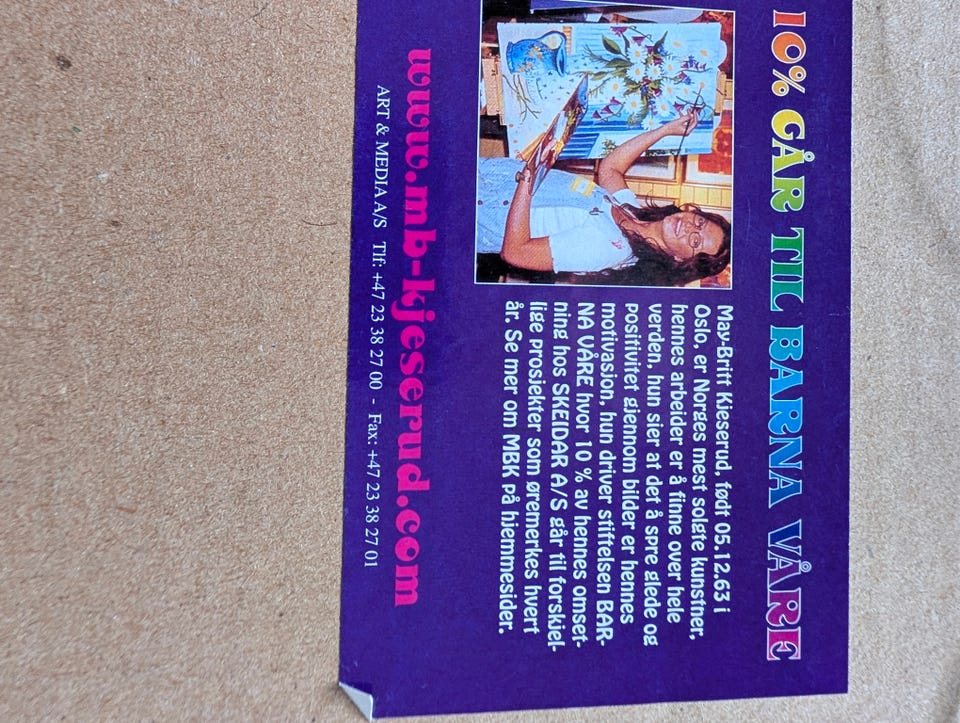 10% GÅR TIL BARNA VÅRE
May-Britt Kjeserud, født 05.12.63 i
Oslo, er Norges mest solgte kunstner,
hennes arbeider er å finne over hele
verden, hun sier at det å spre glede og
positivitet gjennom bilder er hennes
motivasjon, hun driver stiftelsen BAR-
NA VÅRE hvor 10 % av hennes omset-
ning hos SKEIDAR A/S går til forskjel-
lige prosjekter som øremerkes hvert
år. Se mer om MBK på hjemmesider.
www.mb-kjeserud.com
ART & MEDIA A/S Tlf: +47 23 38 27 00 - Fax: +47 23 38 27 01